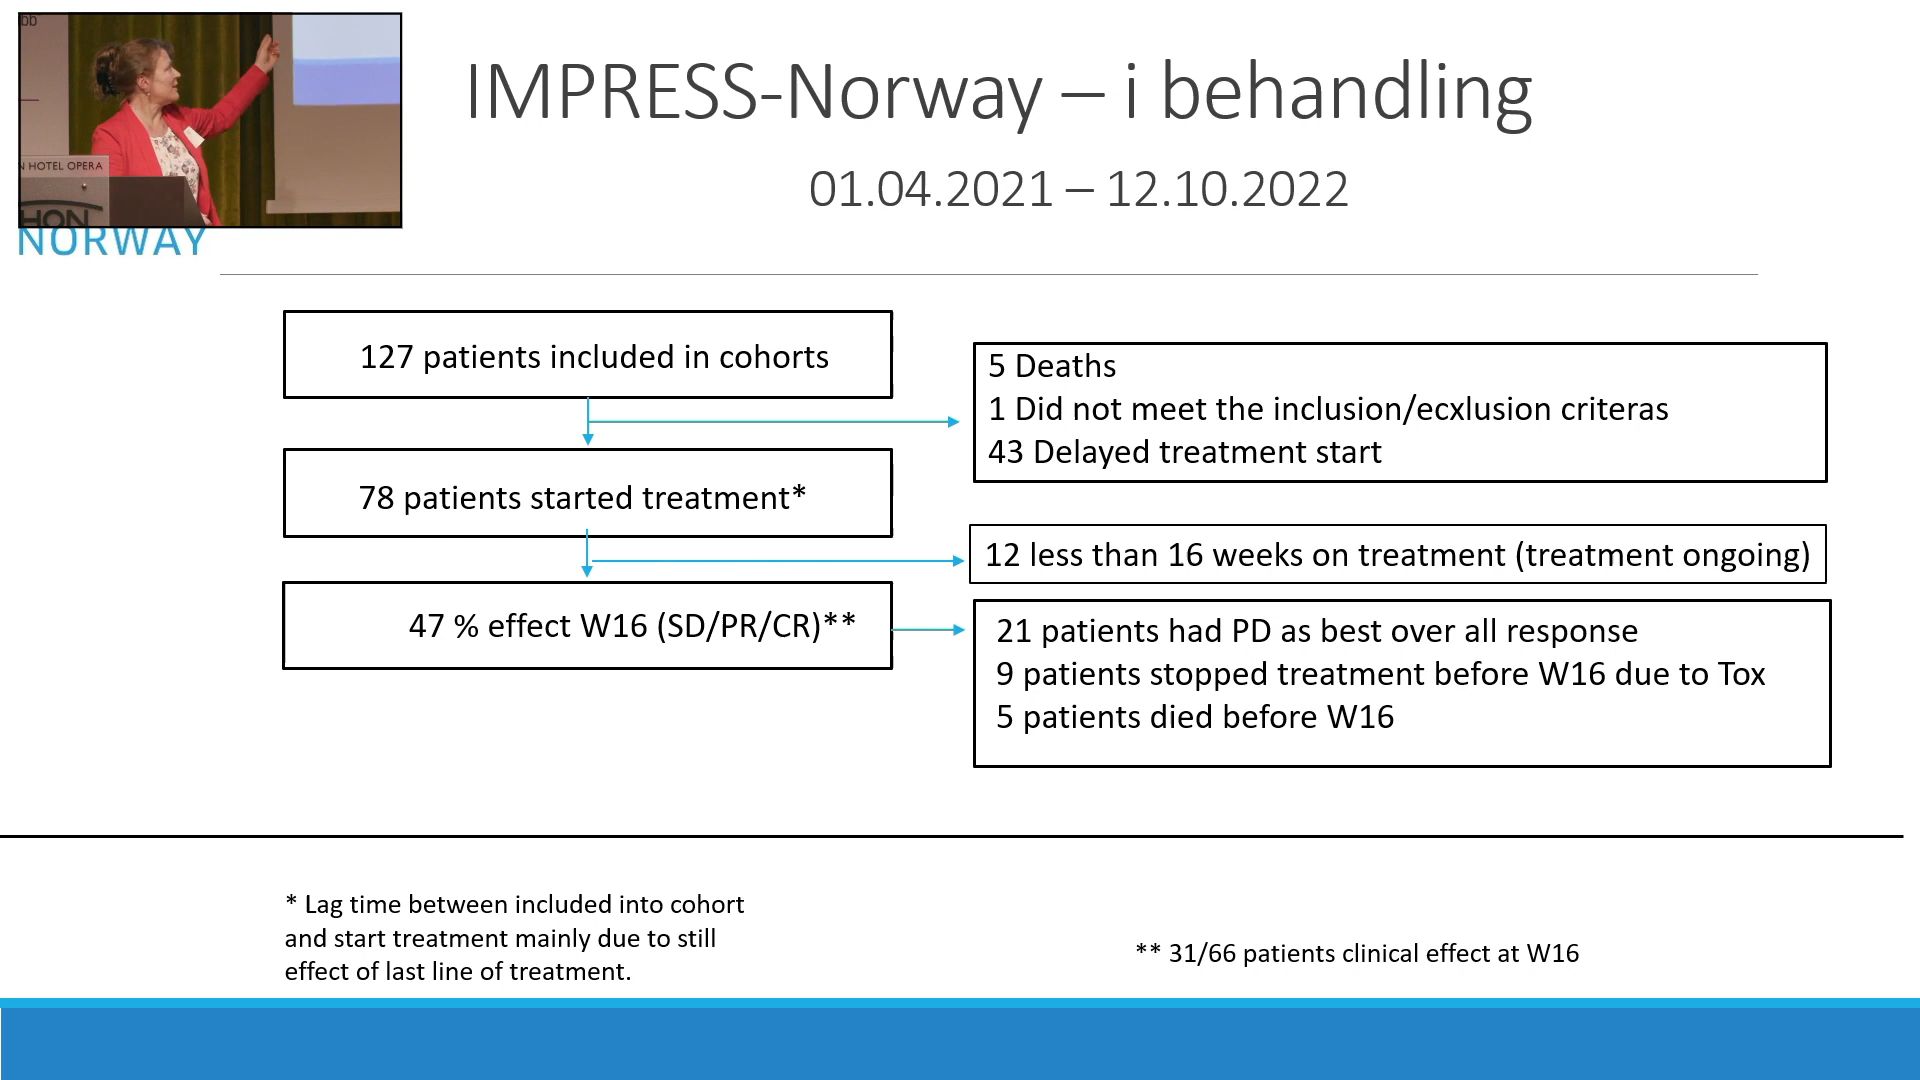 bb
N HOTEL OPERA
HON
NORWAY
IMPRESS-Norway – i behandling
01.04.2021 – 12.10.2022
127 patients included in cohorts
5 Deaths
1 Did not meet the inclusion/ecxlusion criteras
43 Delayed treatment start
78 patients started treatment*
12 less than 16 weeks on treatment (treatment ongoing)
47 % effect W16 (SD/PR/CR)**
21 patients had PD as best over all response
9 patients stopped treatment before W16 due to Tox
5 patients died before W16
* Lag time between included into cohort
and start treatment mainly due to still
effect of last line of treatment.
** 31/66 patients clinical effect at W16